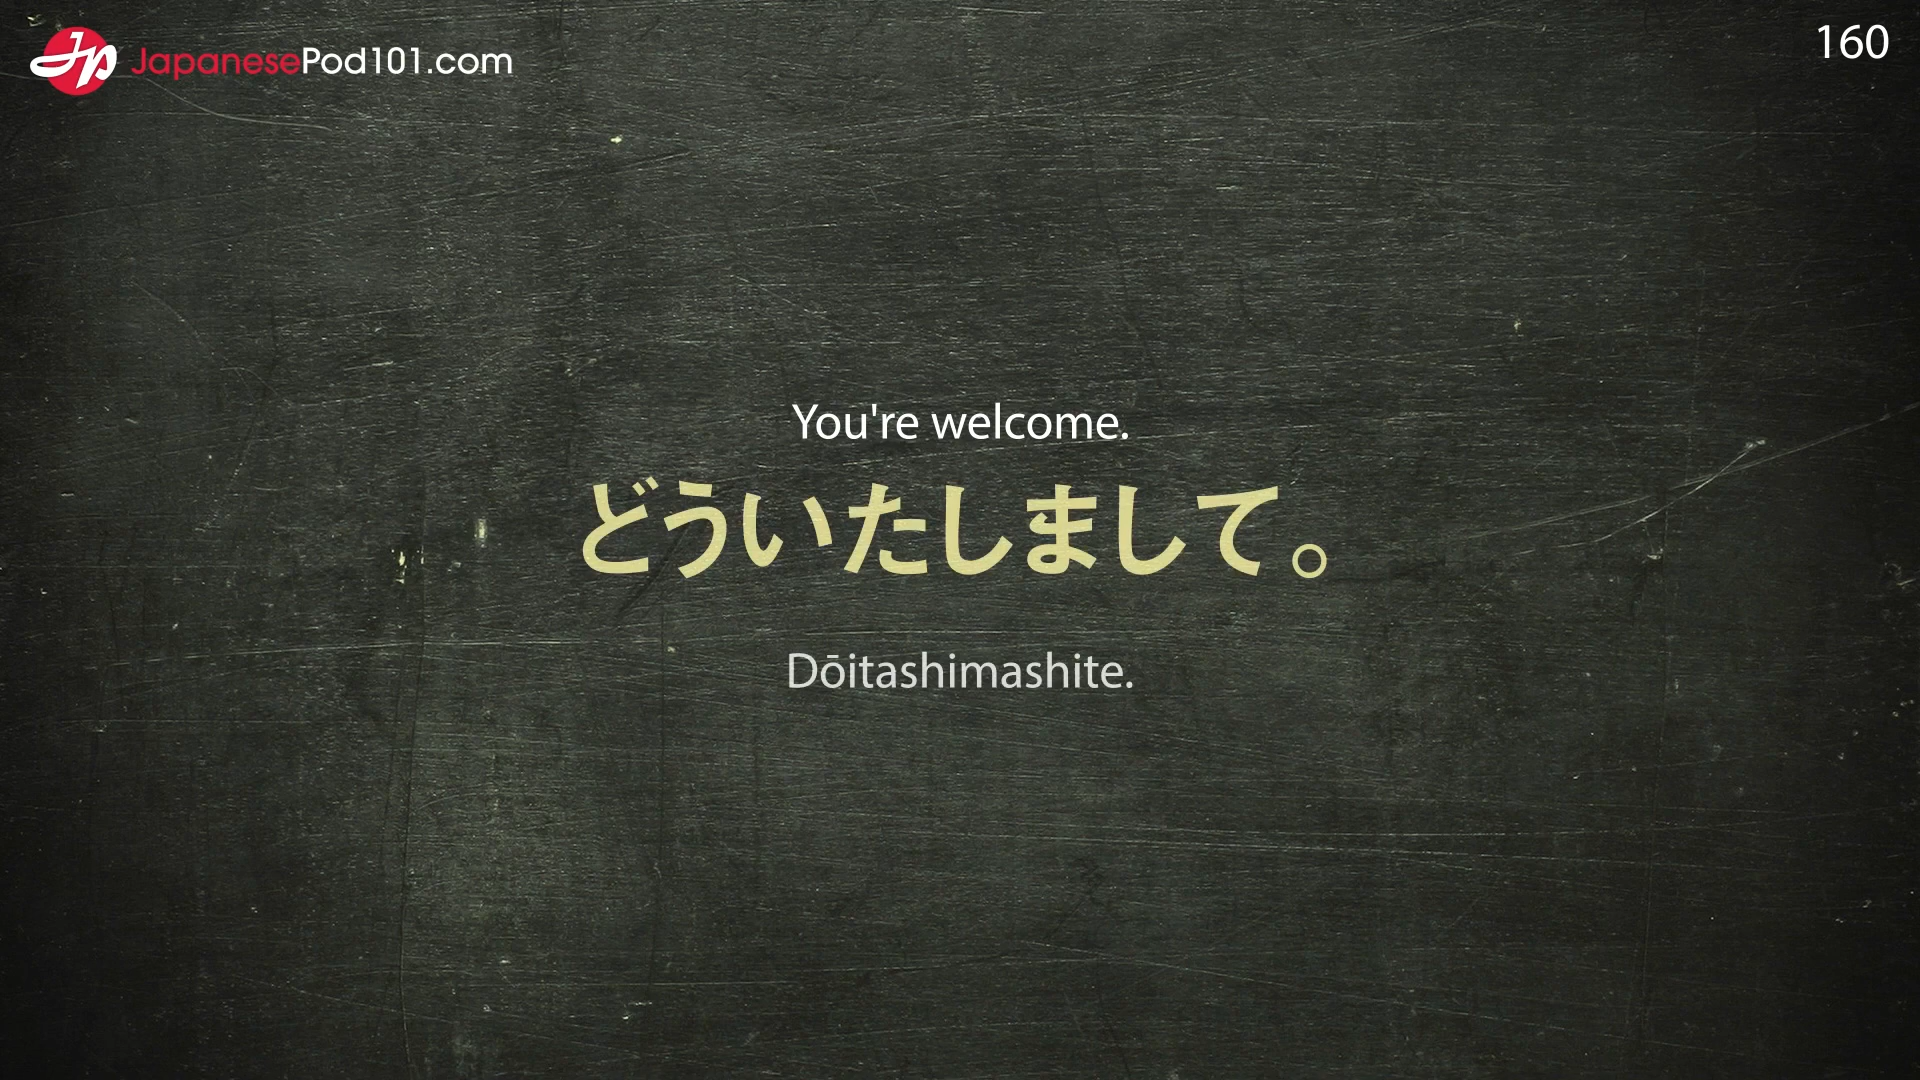 JapanesePod101.com
160
You're welcome.
どういたしまして。
Dōitashimashite.